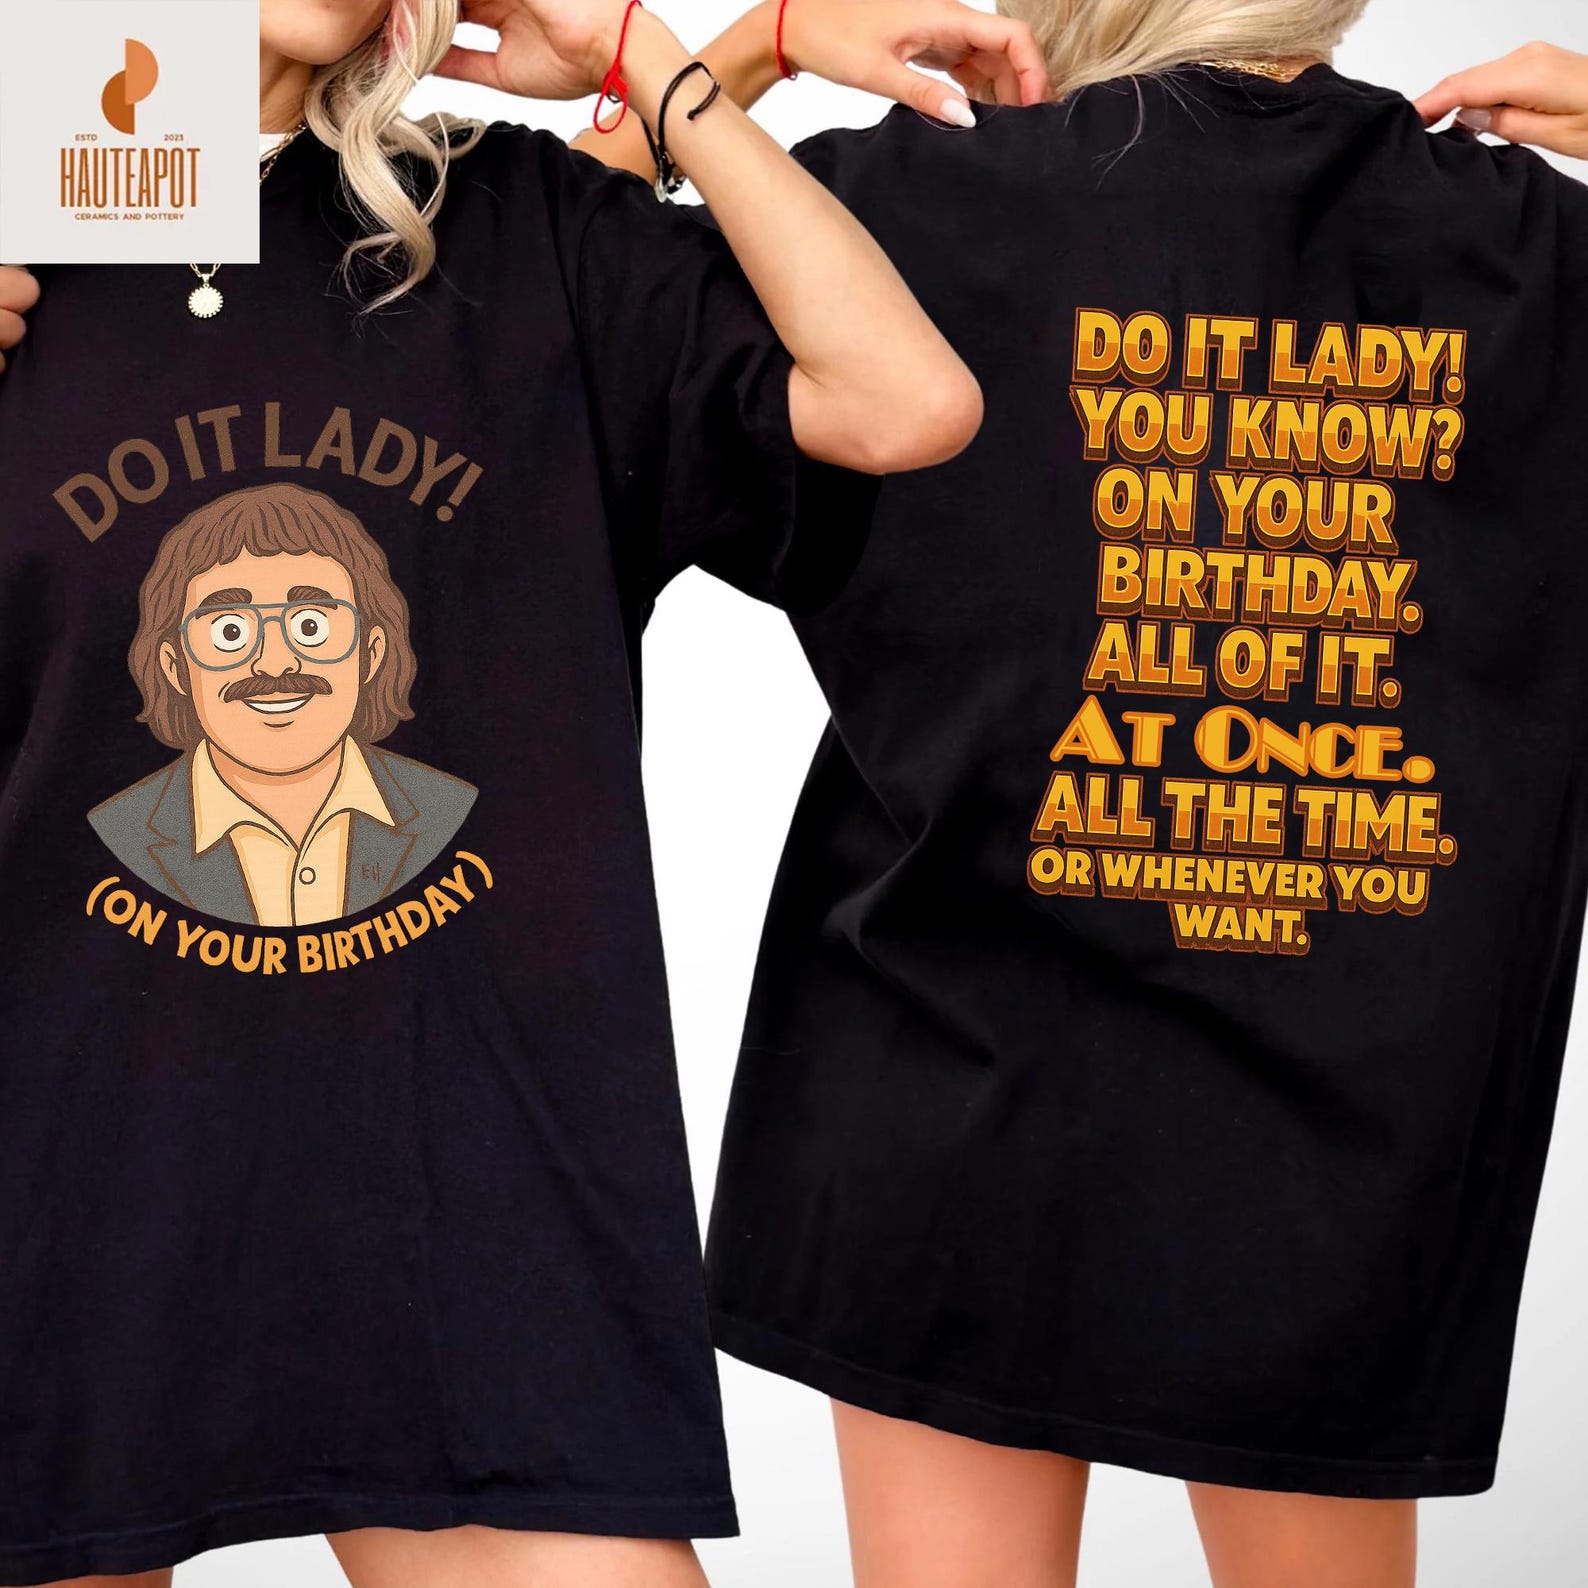 ESTD 2023
HAUTEAPOT
CERAMICS AND POTTERY
DO IT LADY!
E.H.
(ON YOUR BIRTHDAY)
DO IT LADY!
YOU KNOW?
ON YOUR
BIRTHDAY.
ALL OF IT.
AT ONCE.
ALL THE TIME.
OR WHENEVER YOU
WANT.